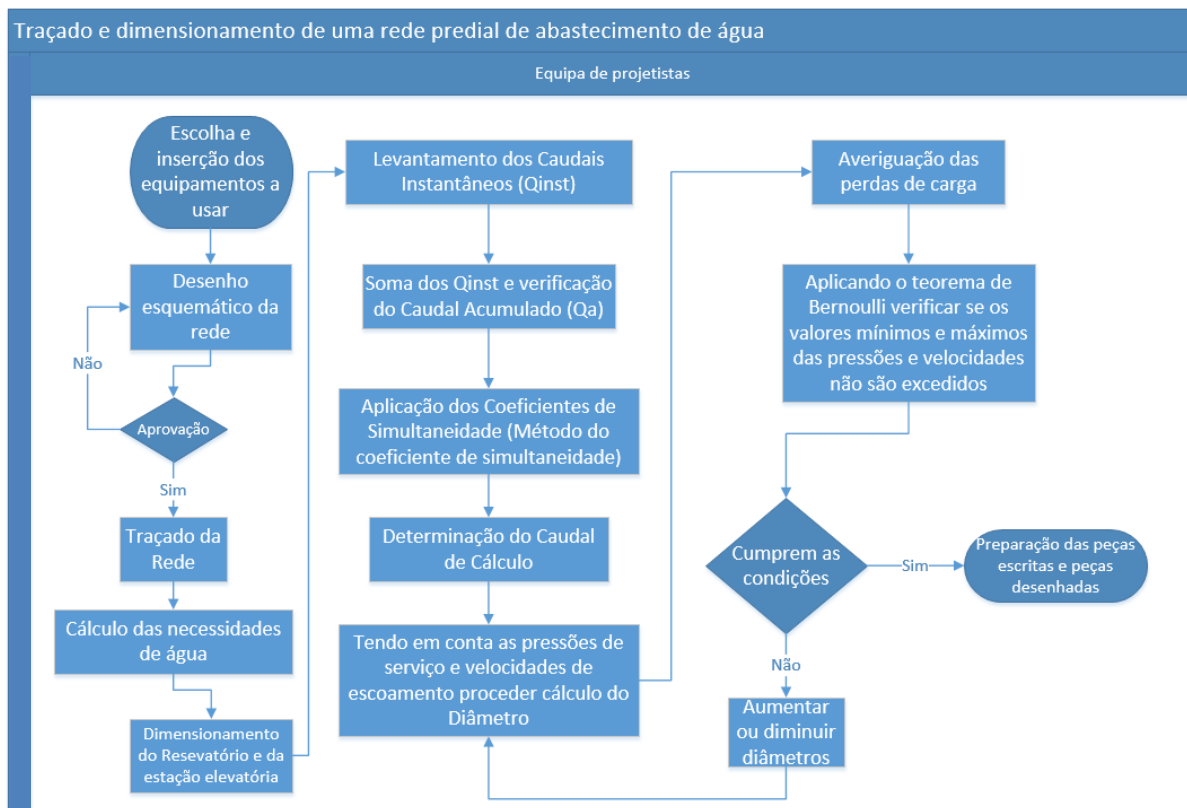 Traçado e dimensionamento de uma rede predial de abastecimento de água
Equipa de projetistas
Escolha e
inserção dos
equipamentos a
usar
Desenho
esquemático da
rede
Não
Aprovação
Sim
Traçado da
Rede
Cálculo das necessidades
de água
Dimensionamento
do Resevatório e da
estação elevatória
Levantamento dos Caudais
Instantâneos (Qinst)
Soma dos Qinst e verificação
do Caudal Acumulado (Qa)
Aplicação dos Coeficientes de
Simultaneidade (Método do
coeficiente de simultaneidade)
Determinação do Caudal
de Cálculo
Tendo em conta as pressões de
serviço e velocidades de
escoamento proceder cálculo do
Diâmetro
Averiguação das
perdas de carga
Aplicando o teorema de
Bernoulli verificar se os
valores mínimos e máximos
das pressões e velocidades
não são excedidos
Cumprem as
condições
Sim
Preparação das peças
escritas e peças
desenhadas
Não
Aumentar
ou diminuir
diâmetros